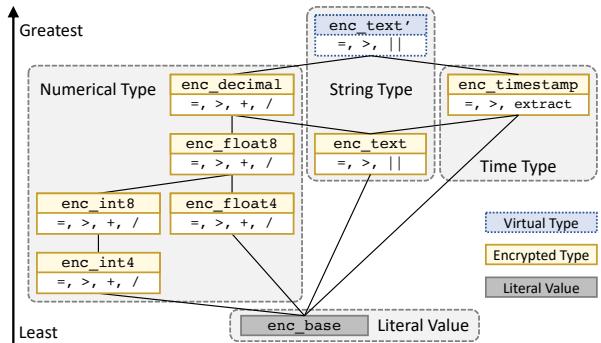 Greatest
enc_text′
=, >, ||
Numerical Type
enc_decimal
=, >, +, /
String Type
enc_timestamp
=, >, extract
enc_float8
=, >, +, /
enc_text
=, >, ||
Time Type
enc_int8
=, >, +, /
enc_float4
=, >, +, /
Virtual Type
enc_int4
=, >, +, /
Encrypted Type
Literal Value
Least
enc_base
Literal Value